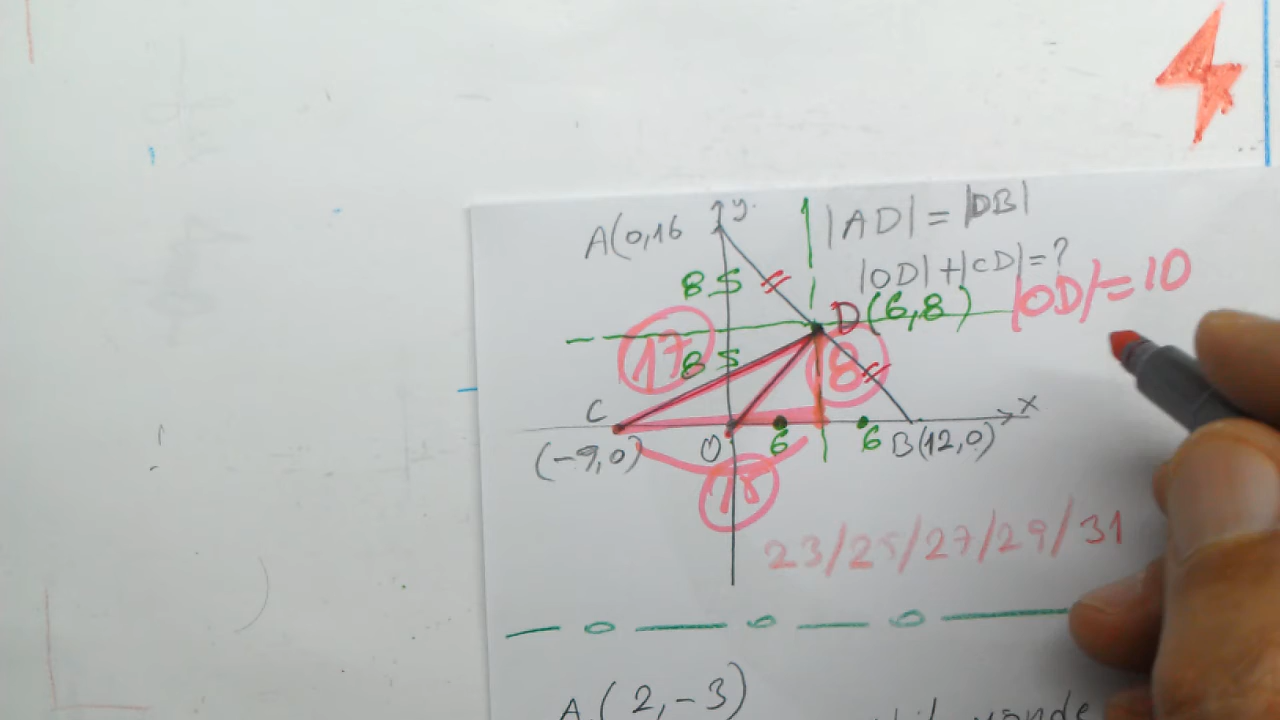 y
|AD| = |DB|
A(0,16
|OD|+|CD|=?
|OD|=10
8
D(6,8)
17
8
8
C
x
(-9,0)
O
6
6
B(12,0)
15
23/25/27/29/31
A(2,-3)